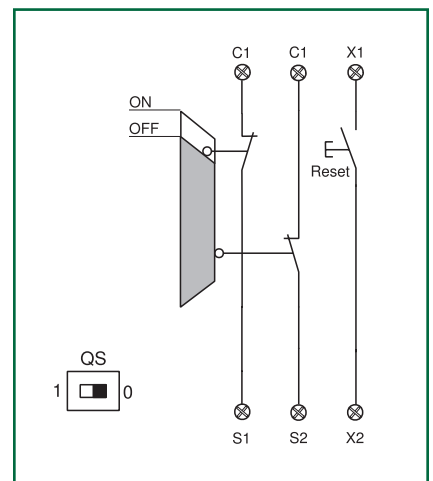 C1 C1 X1
ON
OFF
Reset
QS
1 0
S1 S2 X2